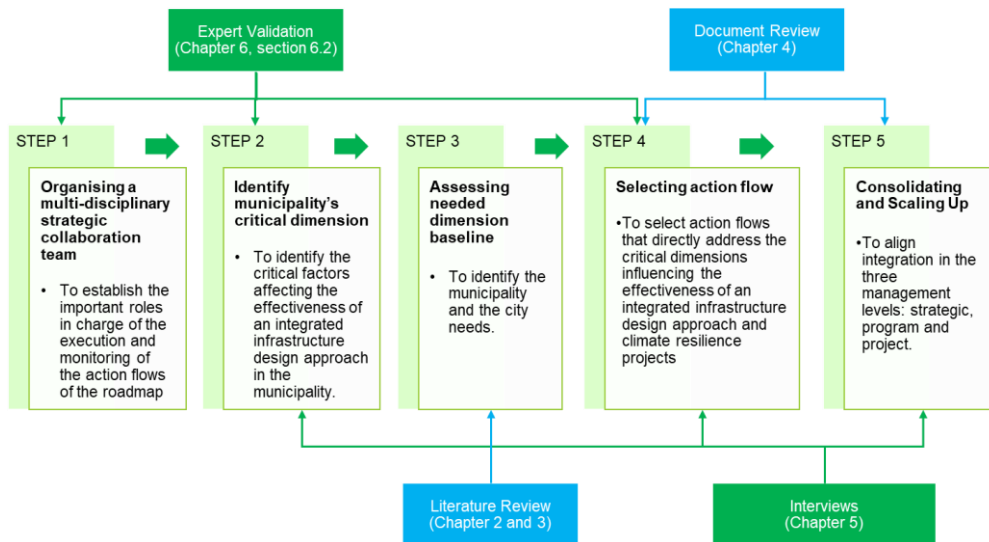 Expert Validation
(Chapter 6, section 6.2)
Document Review
(Chapter 4)
STEP 1
Organising a
multi-disciplinary
strategic
collaboration
team
• To establish the
important roles
in charge of the
execution and
monitoring of
the action flows
of the roadmap
STEP 2
Identify
municipality's
critical dimension
• To identify the
critical factors
affecting the
effectiveness of
an integrated
infrastructure
design approach
in the
municipality.
STEP 3
Assessing
needed
dimension
baseline
• To identify the
municipality
and the city
needs.
STEP 4
Selecting action flow
•To select action flows
that directly address the
critical dimensions
influencing the
effectiveness of an
integrated infrastructure
design approach and
climate resilience
projects
STEP 5
Consolidating
and Scaling Up
•To align
integration in the
three
management
levels: strategic,
program and
project.
Literature Review
(Chapter 2 and 3)
Interviews
(Chapter 5)